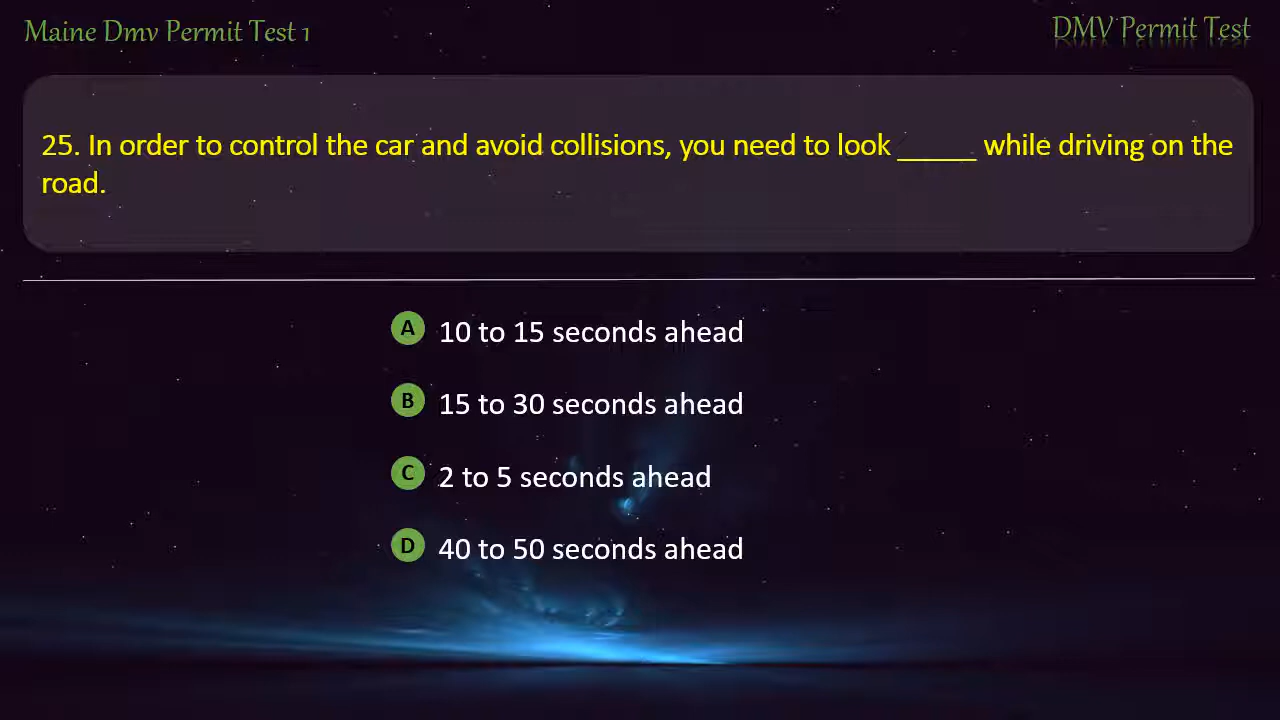 Maine Dmv Permit Test 1
DMV Permit Test
25. In order to control the car and avoid collisions, you need to look _____ while driving on the
road.
A 10 to 15 seconds ahead
B 15 to 30 seconds ahead
C 2 to 5 seconds ahead
D 40 to 50 seconds ahead